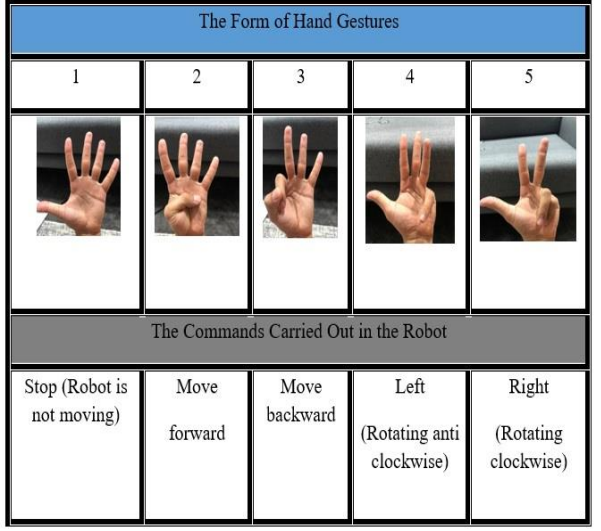 The Form of Hand Gestures
1
2
3
4
5
The Commands Carried Out in the Robot
Stop (Robot is
not moving)
Move
forward
Move
backward
Left
(Rotating anti
clockwise)
Right
(Rotating
clockwise)